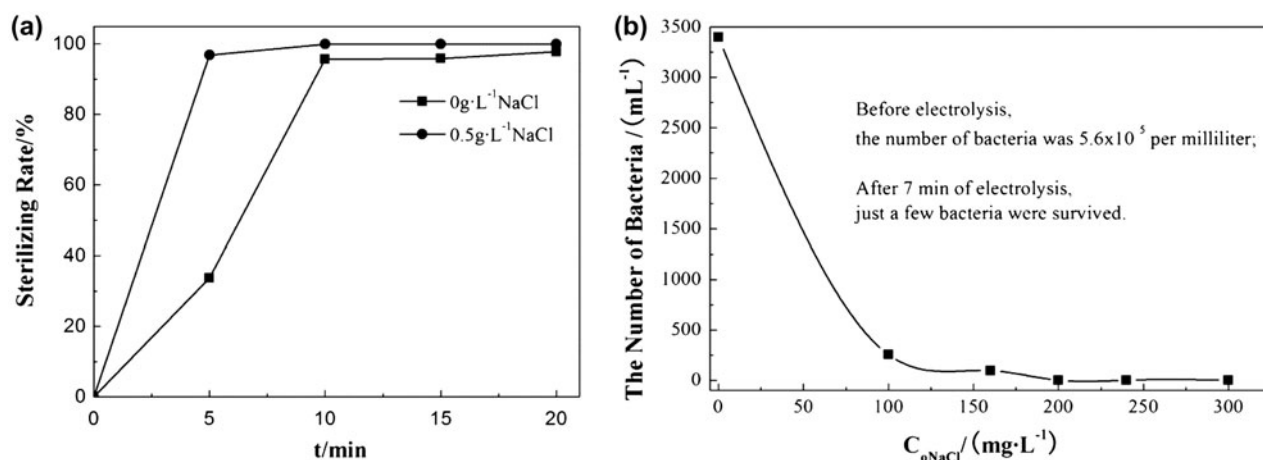 (a)
100
80
60
40
20
0
Sterilizing Rate/%
0g·L⁻¹NaCl
0.5g·L⁻¹NaCl
0 5 10 15 20
t/min
(b)
3500
3000
2500
2000
1500
1000
500
0
The Number of Bacteria /(mL⁻¹)
Before electrolysis,
the number of bacteria was 5.6x10⁵ per milliliter;
After 7 min of electrolysis,
just a few bacteria were survived.
0 50 100 150 200 250 300
CₒNaCl/(mg·L⁻¹)